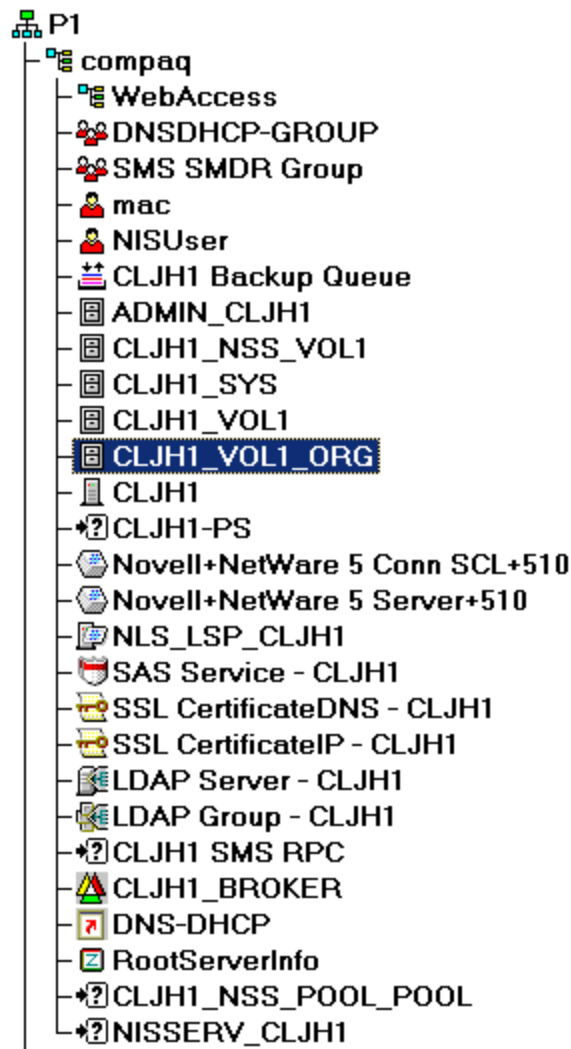 P1
compaq
WebAccess
DNSDHCP-GROUP
SMS SMDR Group
mac
NISUser
CLJH1 Backup Queue
ADMIN_CLJH1
CLJH1_NSS_VOL1
CLJH1_SYS
CLJH1_VOL1
CLJH1_VOL1_ORG
CLJH1
CLJH1-PS
Novell+NetWare 5 Conn SCL+510
Novell+NetWare 5 Server+510
NLS_LSP_CLJH1
SAS Service - CLJH1
SSL CertificateDNS - CLJH1
SSL CertificateIP - CLJH1
LDAP Server - CLJH1
LDAP Group - CLJH1
CLJH1 SMS RPC
CLJH1_BROKER
DNS-DHCP
RootServerInfo
CLJH1_NSS_POOL_POOL
NISSERV_CLJH1